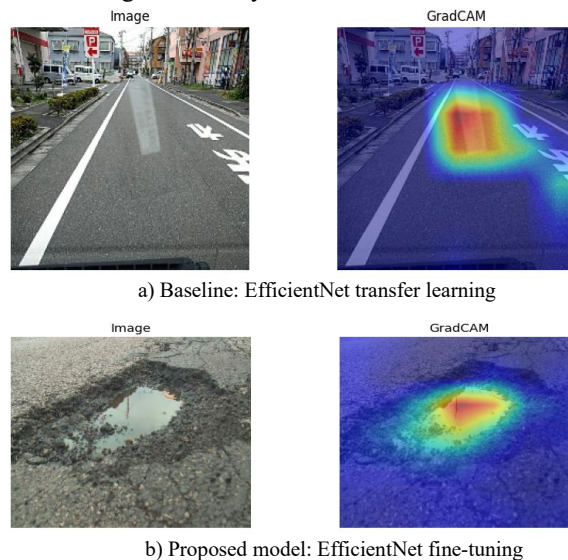 Image
GradCAM
P
a) Baseline: EfficientNet transfer learning
Image
GradCAM
b) Proposed model: EfficientNet fine-tuning